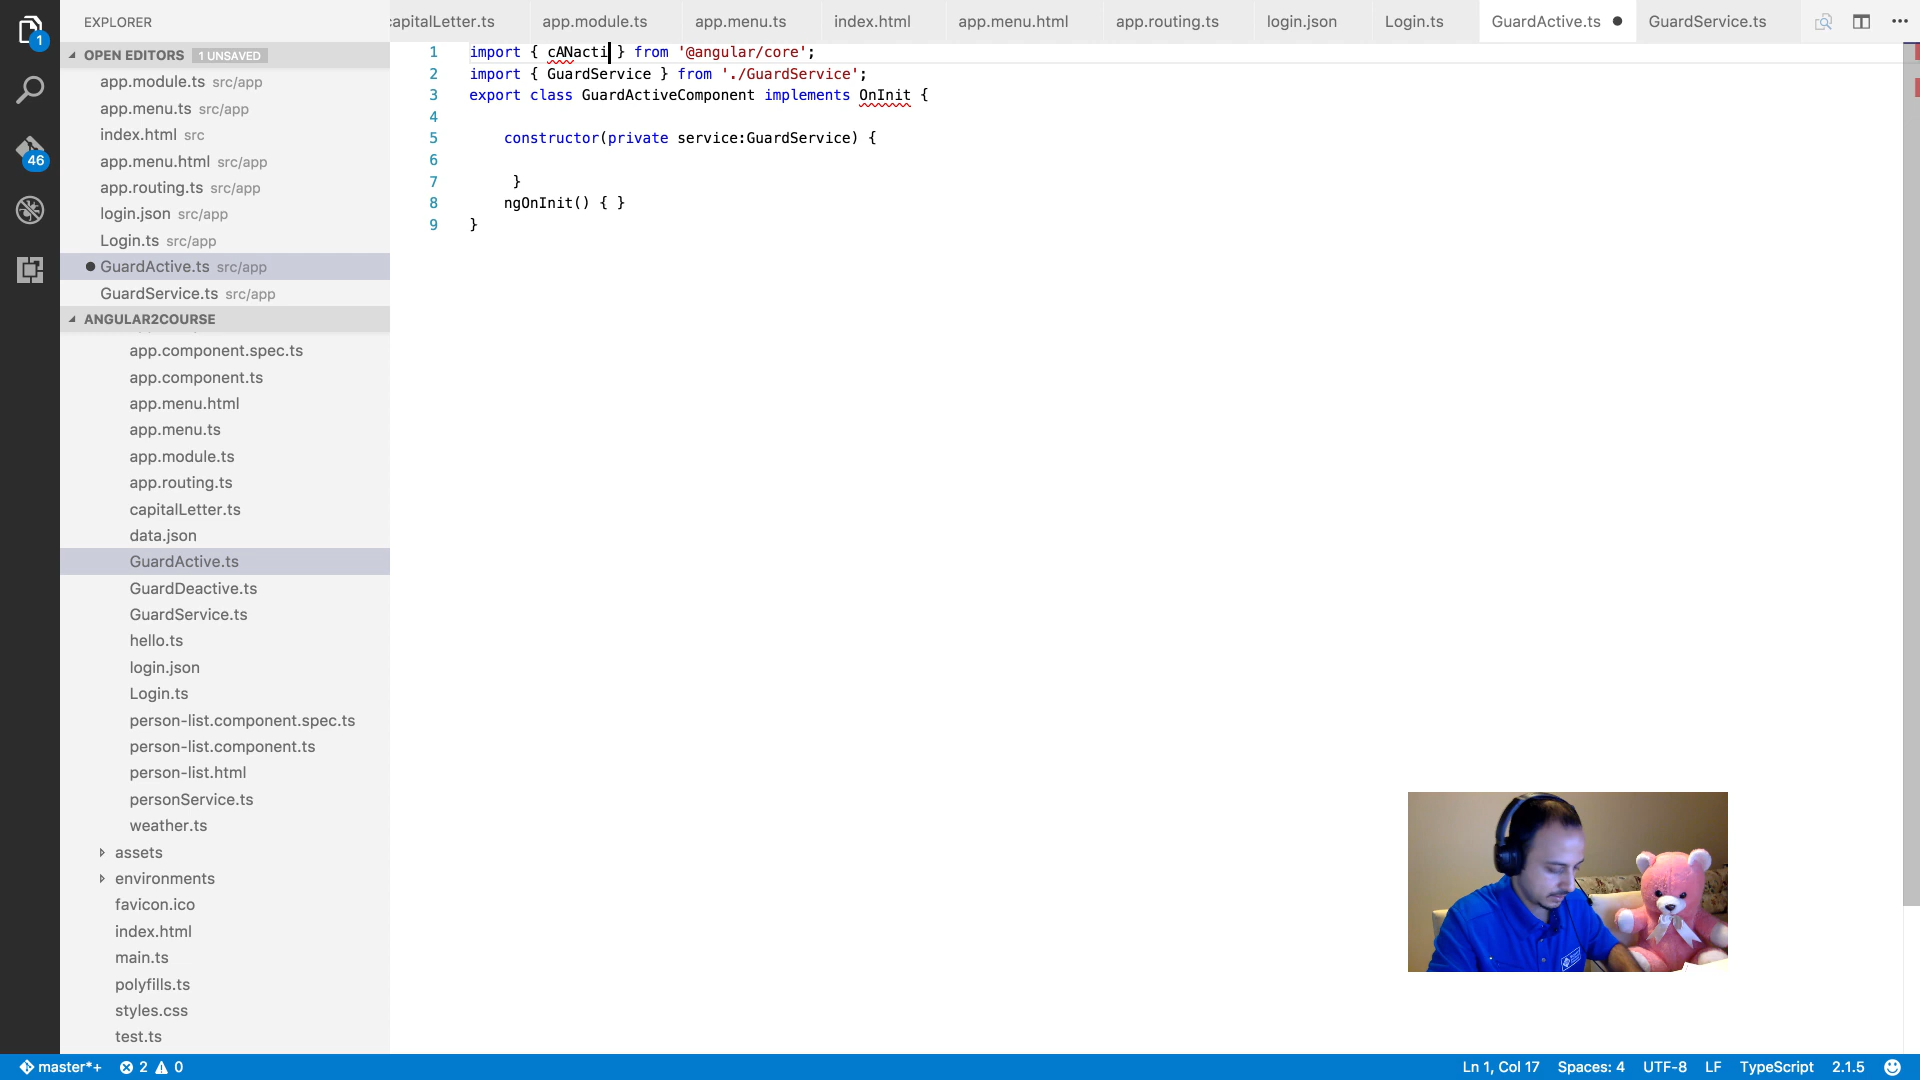 EXPLORER
apitalLetter.ts
app.module.ts
app.menu.ts
index.html
app.menu.html
app.routing.ts
login.json
Login.ts
GuardActive.ts
GuardService.ts
1
OPEN EDITORS 1 UNSAVED
app.module.ts src/app
app.menu.ts src/app
index.html src
app.menu.html src/app
app.routing.ts src/app
login.json src/app
Login.ts src/app
GuardActive.ts src/app
GuardService.ts src/app
46
ANGULAR2COURSE
app.component.spec.ts
app.component.ts
app.menu.html
app.menu.ts
app.module.ts
app.routing.ts
capitalLetter.ts
data.json
GuardActive.ts
GuardDeactive.ts
GuardService.ts
hello.ts
login.json
Login.ts
person-list.component.spec.ts
person-list.component.ts
person-list.html
personService.ts
weather.ts
assets
environments
favicon.ico
index.html
main.ts
polyfills.ts
styles.css
test.ts
1 import { cANacti } from '@angular/core';
2 import { GuardService } from './GuardService';
3 export class GuardActiveComponent implements OnInit {
4
5 constructor(private service:GuardService) {
6
7 }
8 ngOnInit() { }
9 }
master*+ 2 0
Ln 1, Col 17 Spaces: 4 UTF-8 LF TypeScript 2.1.5